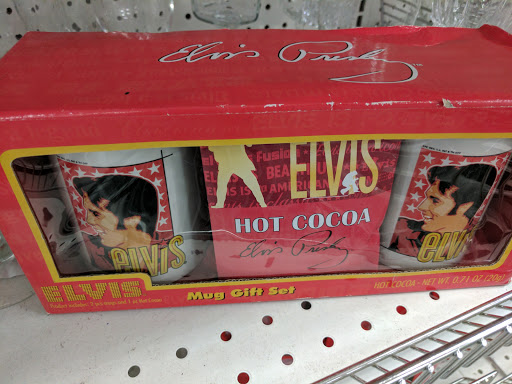 Elvis Presley
ELVIS
HOT COCOA
Elvis Presley
ELVIS
ELVIS
ELVIS
Mug Gift Set
HOT COCOA - NET WT. 0.71 OZ (20g)